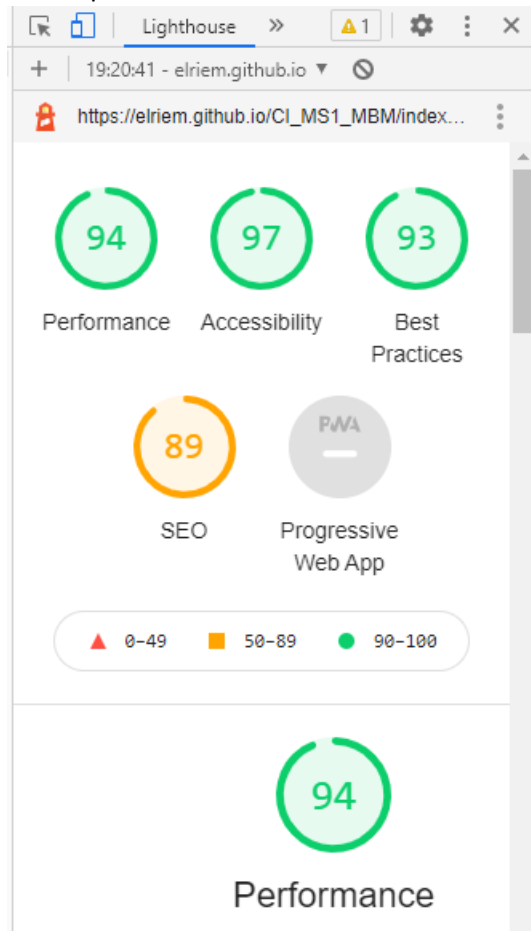 Lighthouse » 1
19:20:41 - elriem.github.io ▼
https://elriem.github.io/CI_MS1_MBM/index...
94 97 93
Performance Accessibility Best
Practices
89 PWA
SEO Progressive
Web App
0–49 50–89 90–100
94
Performance